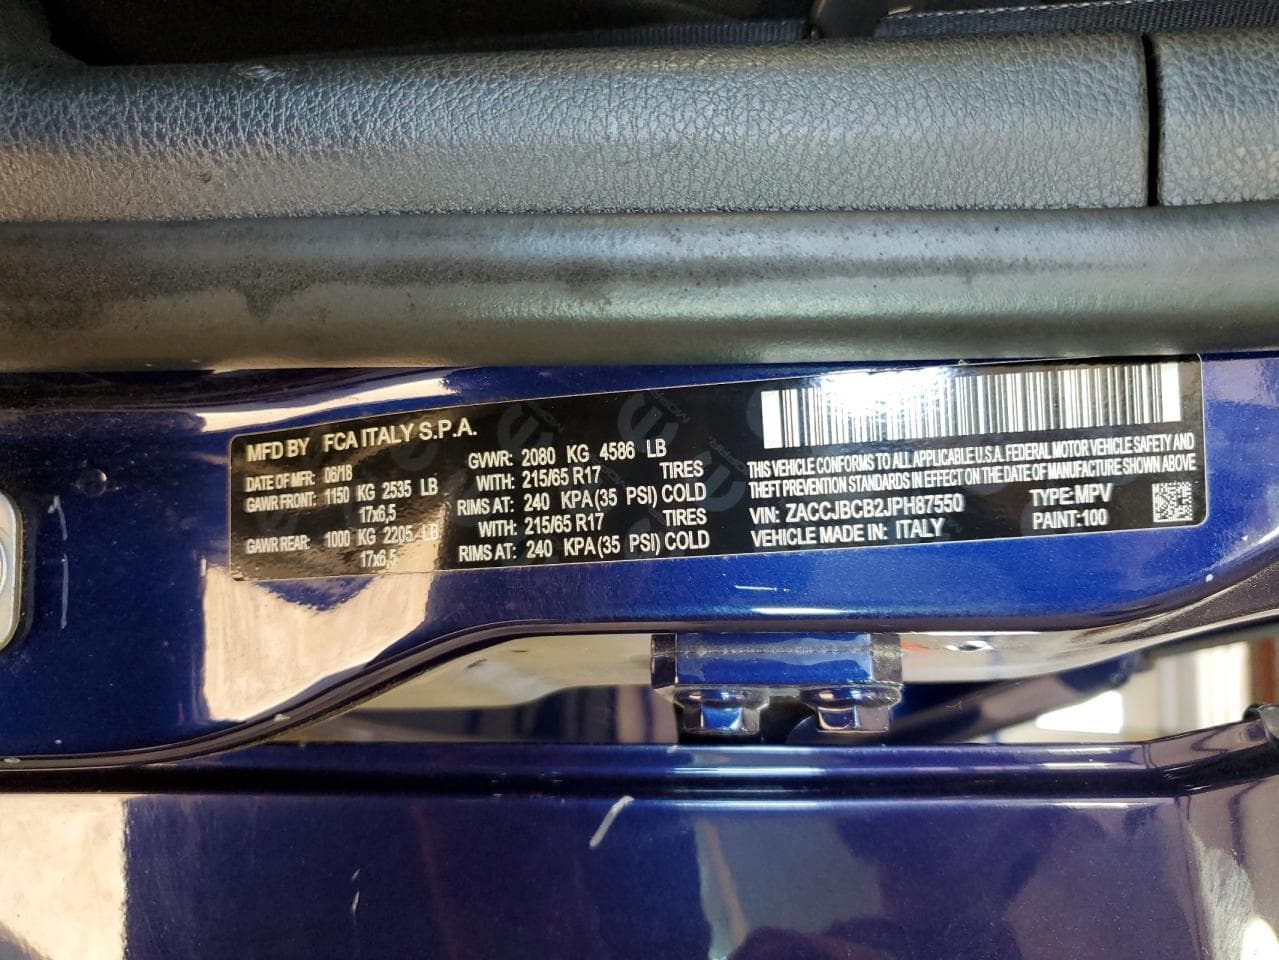 MFD BY FCA ITALY S.P.A.
DATE OF MFR: 06/18 GVWR: 2080 KG 4586 LB
GAWR FRONT: 1150 KG 2535 LB WITH: 215/65 R17 TIRES
17x6,5 RIMS AT: 240 KPA(35 PSI) COLD
GAWR REAR: 1000 KG 2205 LB WITH: 215/65 R17 TIRES
17x6,5 RIMS AT: 240 KPA(35 PSI) COLD
THIS VEHICLE CONFORMS TO ALL APPLICABLE U.S.A. FEDERAL MOTOR VEHICLE SAFETY AND
THEFT PREVENTION STANDARDS IN EFFECT ON THE DATE OF MANUFACTURE SHOWN ABOVE
VIN: ZACCJBCB2JPH87550 TYPE:MPV
VEHICLE MADE IN: ITALY PAINT:100